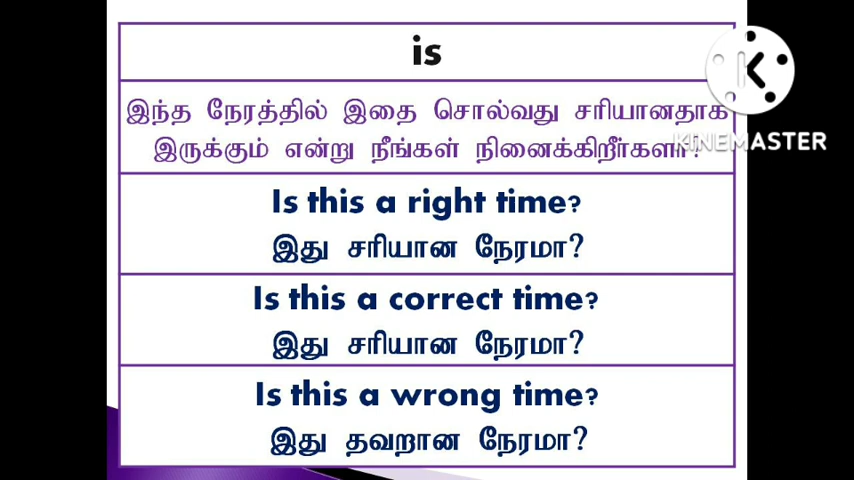 is
இந்த நேரத்தில் இதை சொல்வது சரியானதாக
இருக்கும் என்று நீங்கள் நினைக்கிறீர்களா?
KINEMASTER
Is this a right time?
இது சரியான நேரமா?
Is this a correct time?
இது சரியான நேரமா?
Is this a wrong time?
இது தவறான நேரமா?